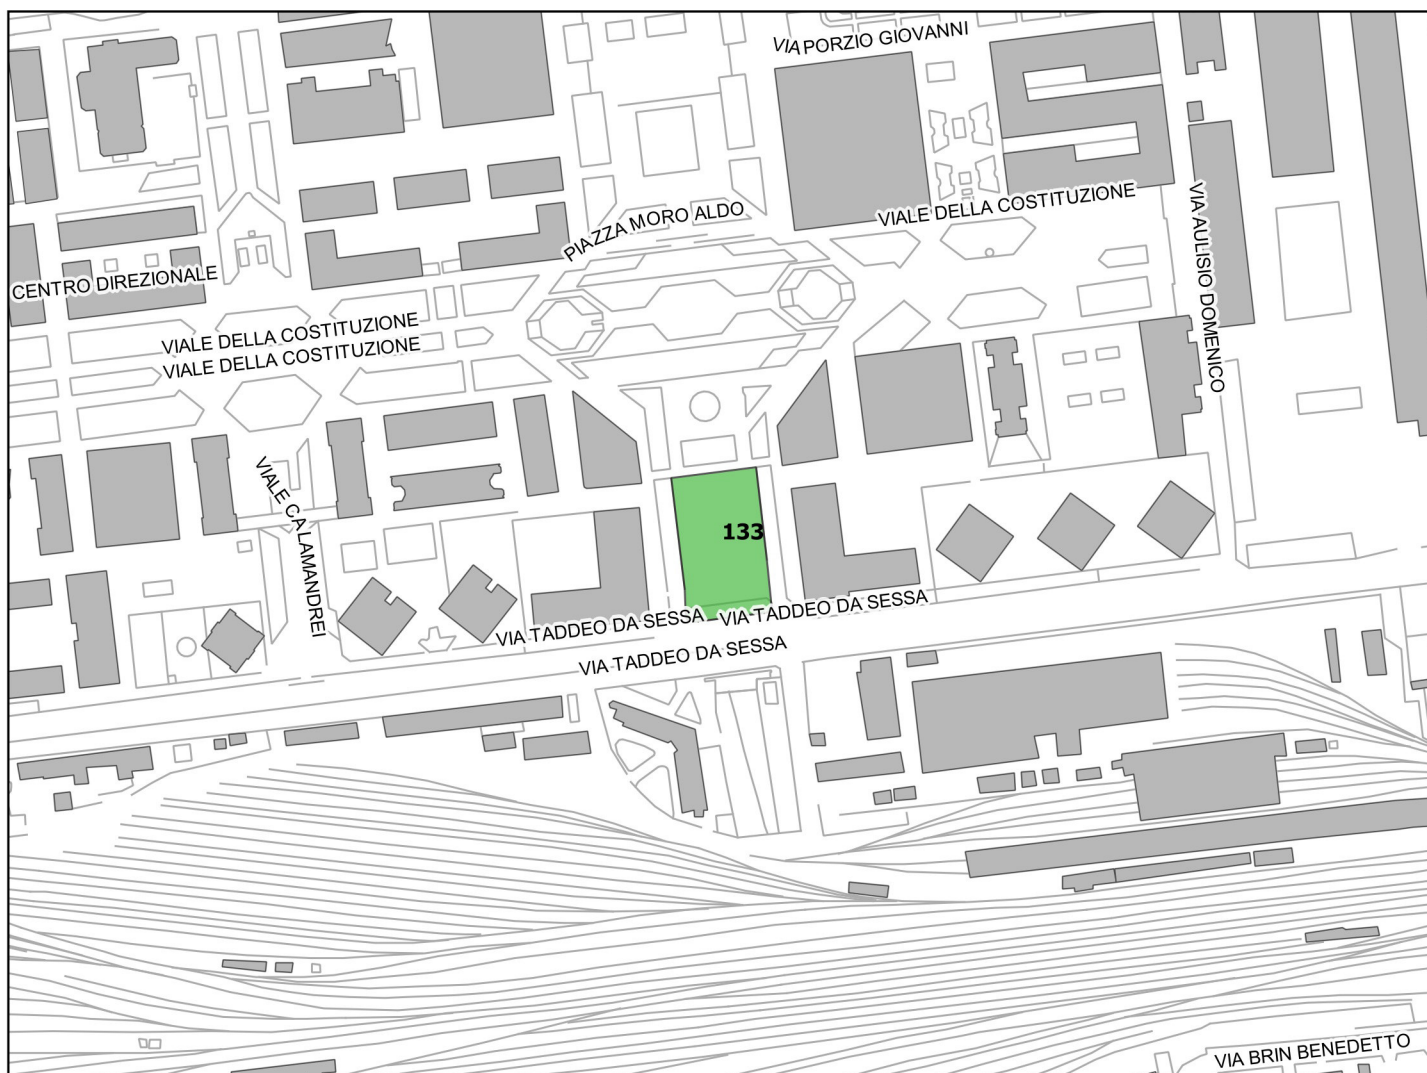 VIA PORZIO GIOVANNI
PIAZZA MORO ALDO
VIALE DELLA COSTITUZIONE
VIA AULISIO DOMENICO
CENTRO DIREZIONALE
VIALE DELLA COSTITUZIONE
VIALE DELLA COSTITUZIONE
VIALE CALAMANDREI
133
VIA TADDEO DA SESSA
VIA TADDEO DA SESSA
VIA TADDEO DA SESSA
VIA BRIN BENEDETTO